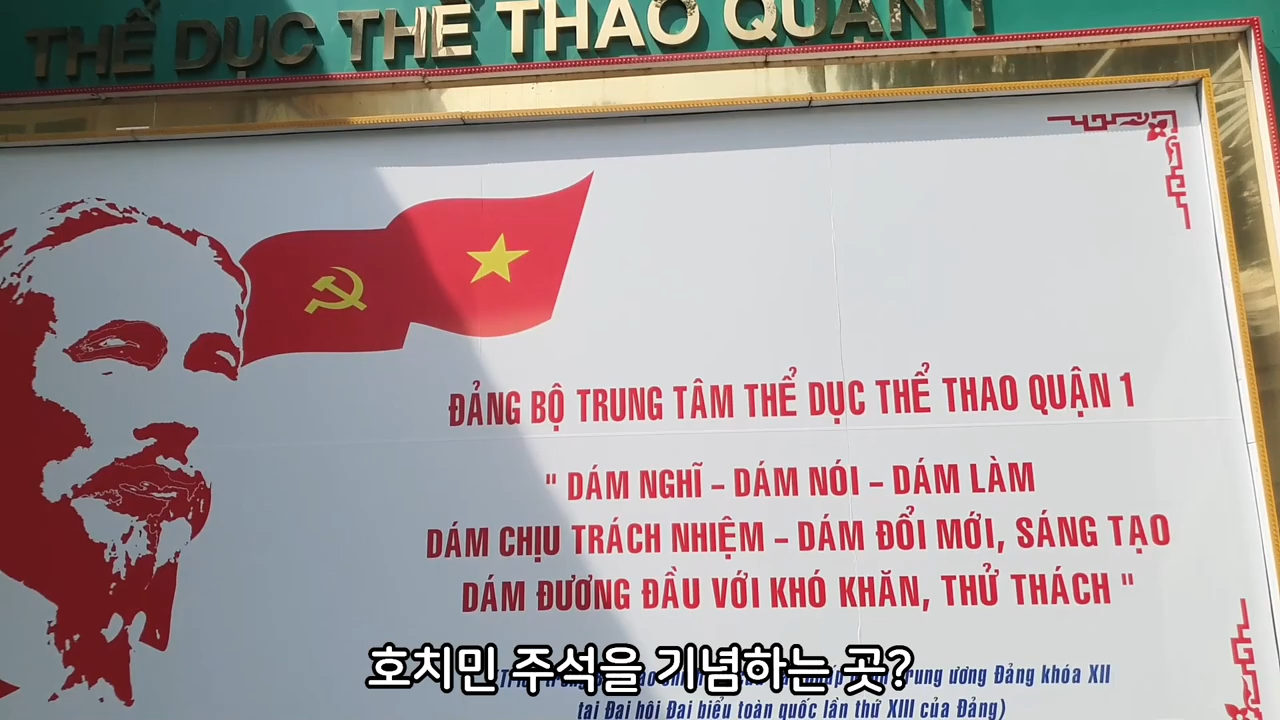 THỂ DỤC THỂ THAO QUẬN 1
ĐẢNG BỘ TRUNG TÂM THỂ DỤC THỂ THAO QUẬN 1
" DÁM NGHĨ – DÁM NÓI – DÁM LÀM
DÁM CHỊU TRÁCH NHIỆM – DÁM ĐỔI MỚI, SÁNG TẠO
DÁM ĐƯƠNG ĐẦU VỚI KHÓ KHĂN, THỬ THÁCH "
호치민 주석을 기념하는 곳?
ương Đảng khóa XII
tại Đại hội Đại biểu toàn quốc lần thứ XIII của Đảng)